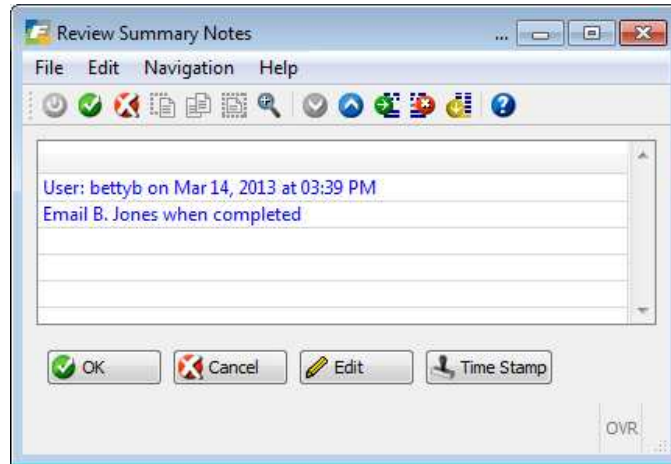 Review Summary Notes ...
File Edit Navigation Help
User: bettyb on Mar 14, 2013 at 03:39 PM
Email B. Jones when completed
OK Cancel Edit Time Stamp
OVR